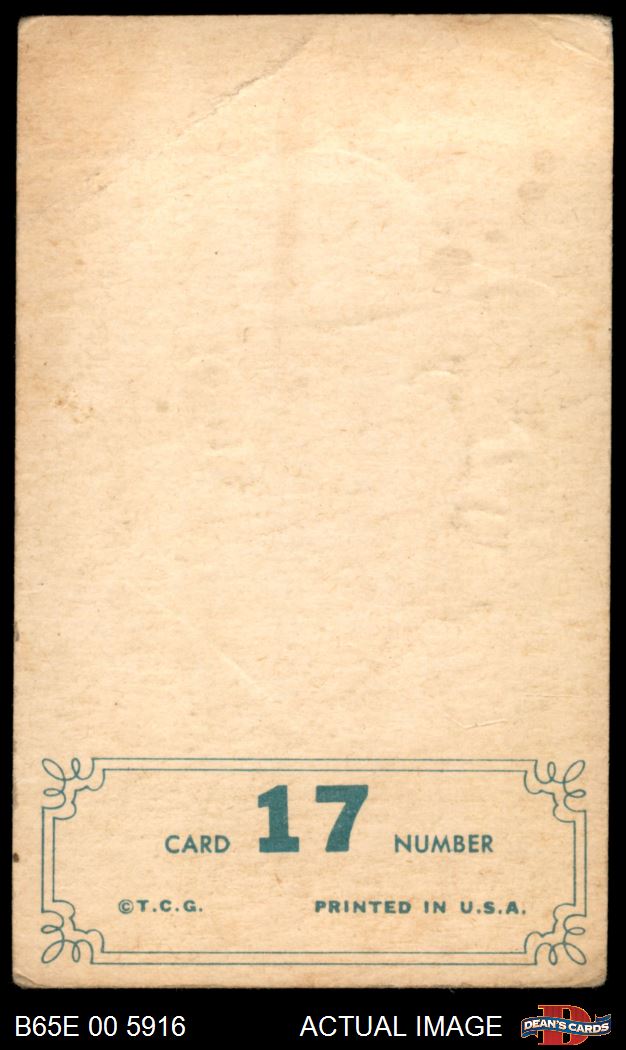 CARD 17 NUMBER
©T.C.G. PRINTED IN U.S.A.
B65E 00 5916 ACTUAL IMAGE DEAN'S CARDS